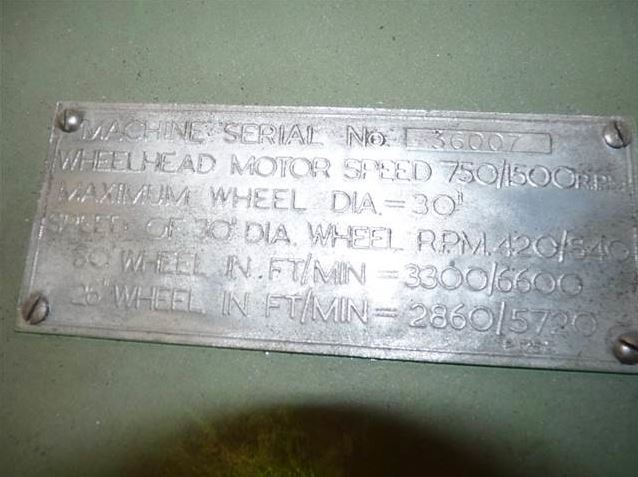 MACHINE SERIAL No. 36007
WHEELHEAD MOTOR SPEED 750/1500 R.P.M.
MAXIMUM WHEEL DIA.=30"
SPEED OF 30" DIA. WHEEL R.P.M. 420/840
30" WHEEL IN FT/MIN = 3300/6600
26" WHEEL IN FT/MIN = 2860/5720